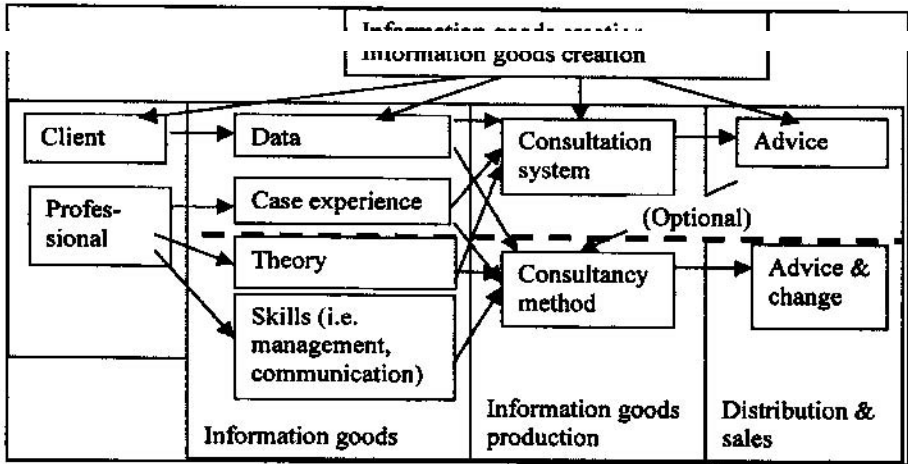 Information goods creation
Client
Data
Consultation
system
Advice
Profes-
sional
Case experience
(Optional)
Theory
Consultancy
method
Advice &
change
Skills (i.e.
management,
communication)
Information goods
Information goods
production
Distribution &
sales